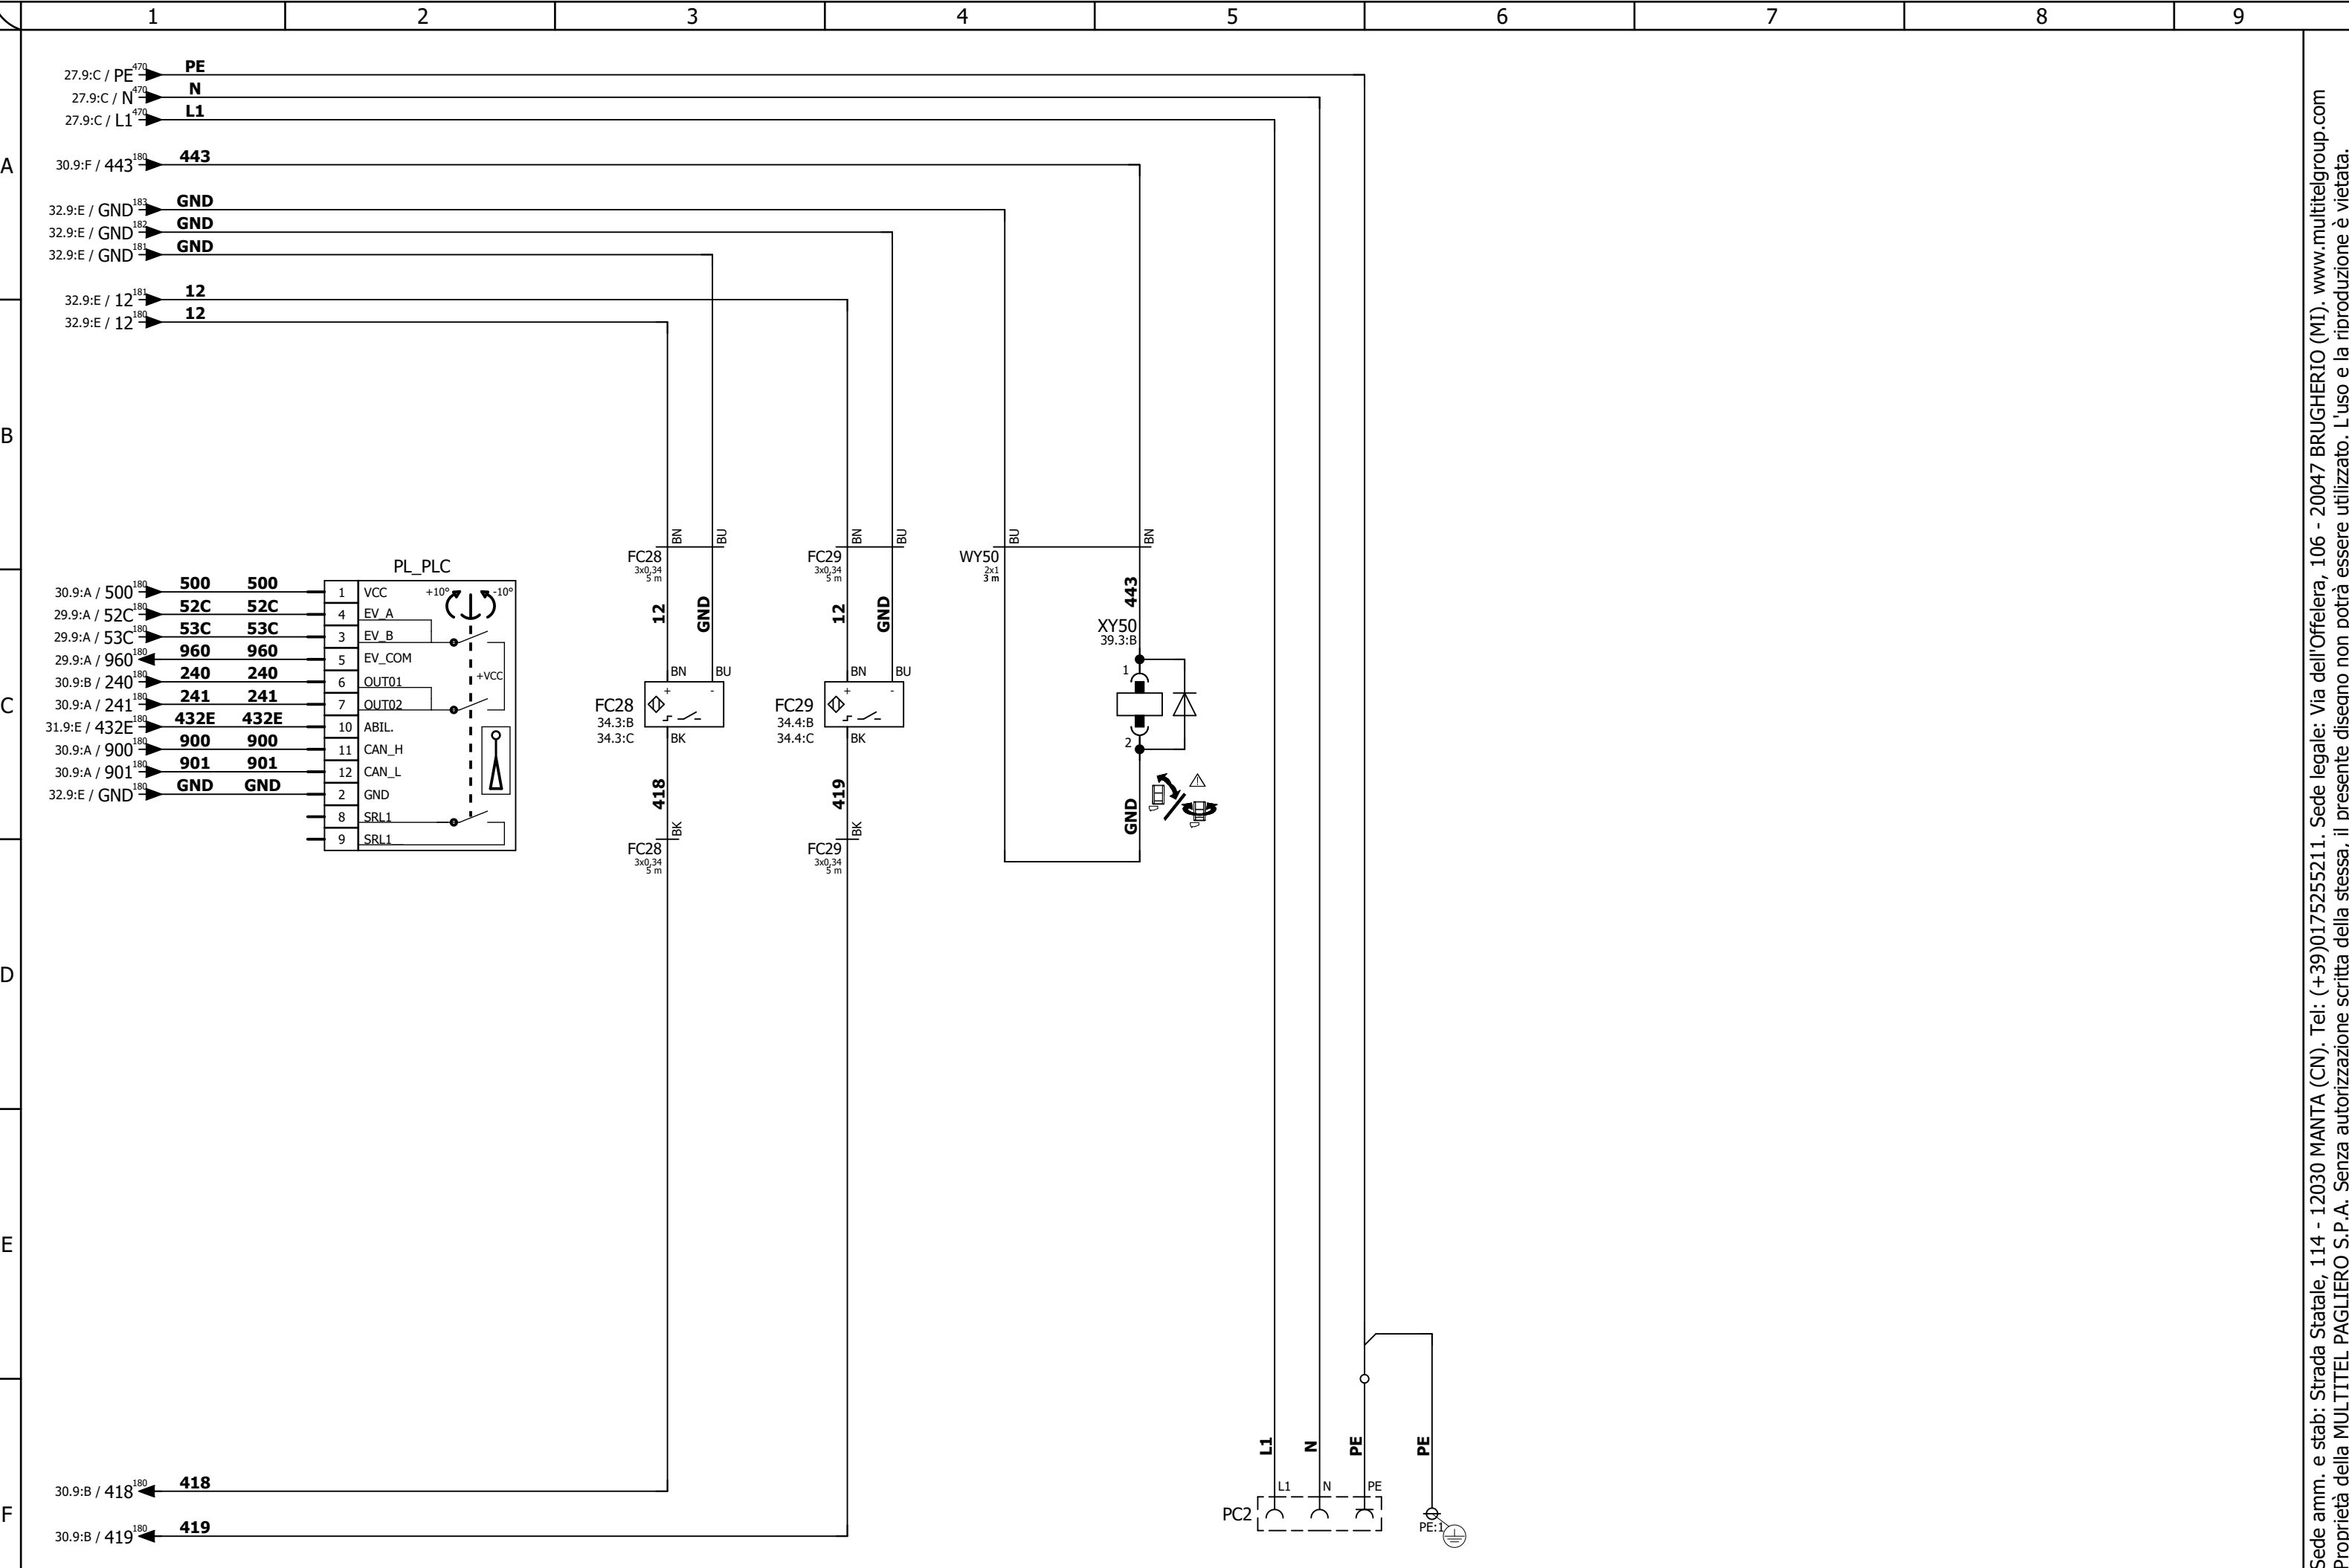 1 2 3 4 5 6 7 8 9
27.9:C / PE 470 PE
27.9:C / N 470 N
27.9:C / L1 470 L1
A
30.9:F / 443 180 443
32.9:E / GND 183 GND
32.9:E / GND 182 GND
32.9:E / GND 181 GND
32.9:E / 12 181 12
32.9:E / 12 180 12
B
BN BU BN BU BU BN
FC28 FC29 WY50
3x0,34 3x0,34 2x1
5 m 5 m 3 m
PL_PLC
30.9:A / 500 180 500 500 1 VCC +10° -10°
29.9:A / 52C 180 52C 52C 4 EV_A
29.9:A / 53C 180 53C 53C 3 EV_B
29.9:A / 960 180 960 960 5 EV_COM
30.9:B / 240 180 240 240 6 OUT01 +VCC
30.9:A / 241 180 241 241 7 OUT02
31.9:E / 432E 180 432E 432E 10 ABIL.
30.9:A / 900 180 900 900 11 CAN_H
30.9:A / 901 180 901 901 12 CAN_L
32.9:E / GND 180 GND GND 2 GND
8 SRL1
9 SRL1
12 GND 12 GND 443
XY50
39.3:B
BN BU BN BU 1
+ - + -
C
FC28 FC29
34.3:B 34.4:B
34.3:C 34.4:C
BK BK 2
418 419 GND
BK BK
FC28 FC29
3x0,34 3x0,34
5 m 5 m
D
E
L1 N PE PE
L1 N PE
PC2
PE:1
30.9:B / 418 180 418
F
30.9:B / 419 180 419
Sede amm. e stab: Strada Statale, 114 - 12030 MANTA (CN). Tel: (+39)0175255211. Sede legale: Via dell'Offelera, 106 - 20047 BRUGHERIO (MI). www.multitelgroup.com
Proprietà della MULTITEL PAGLIERO S.P.A. Senza autorizzazione scritta della stessa, il presente disegno non potrà essere utilizzato. L'uso e la riproduzione è vietata.